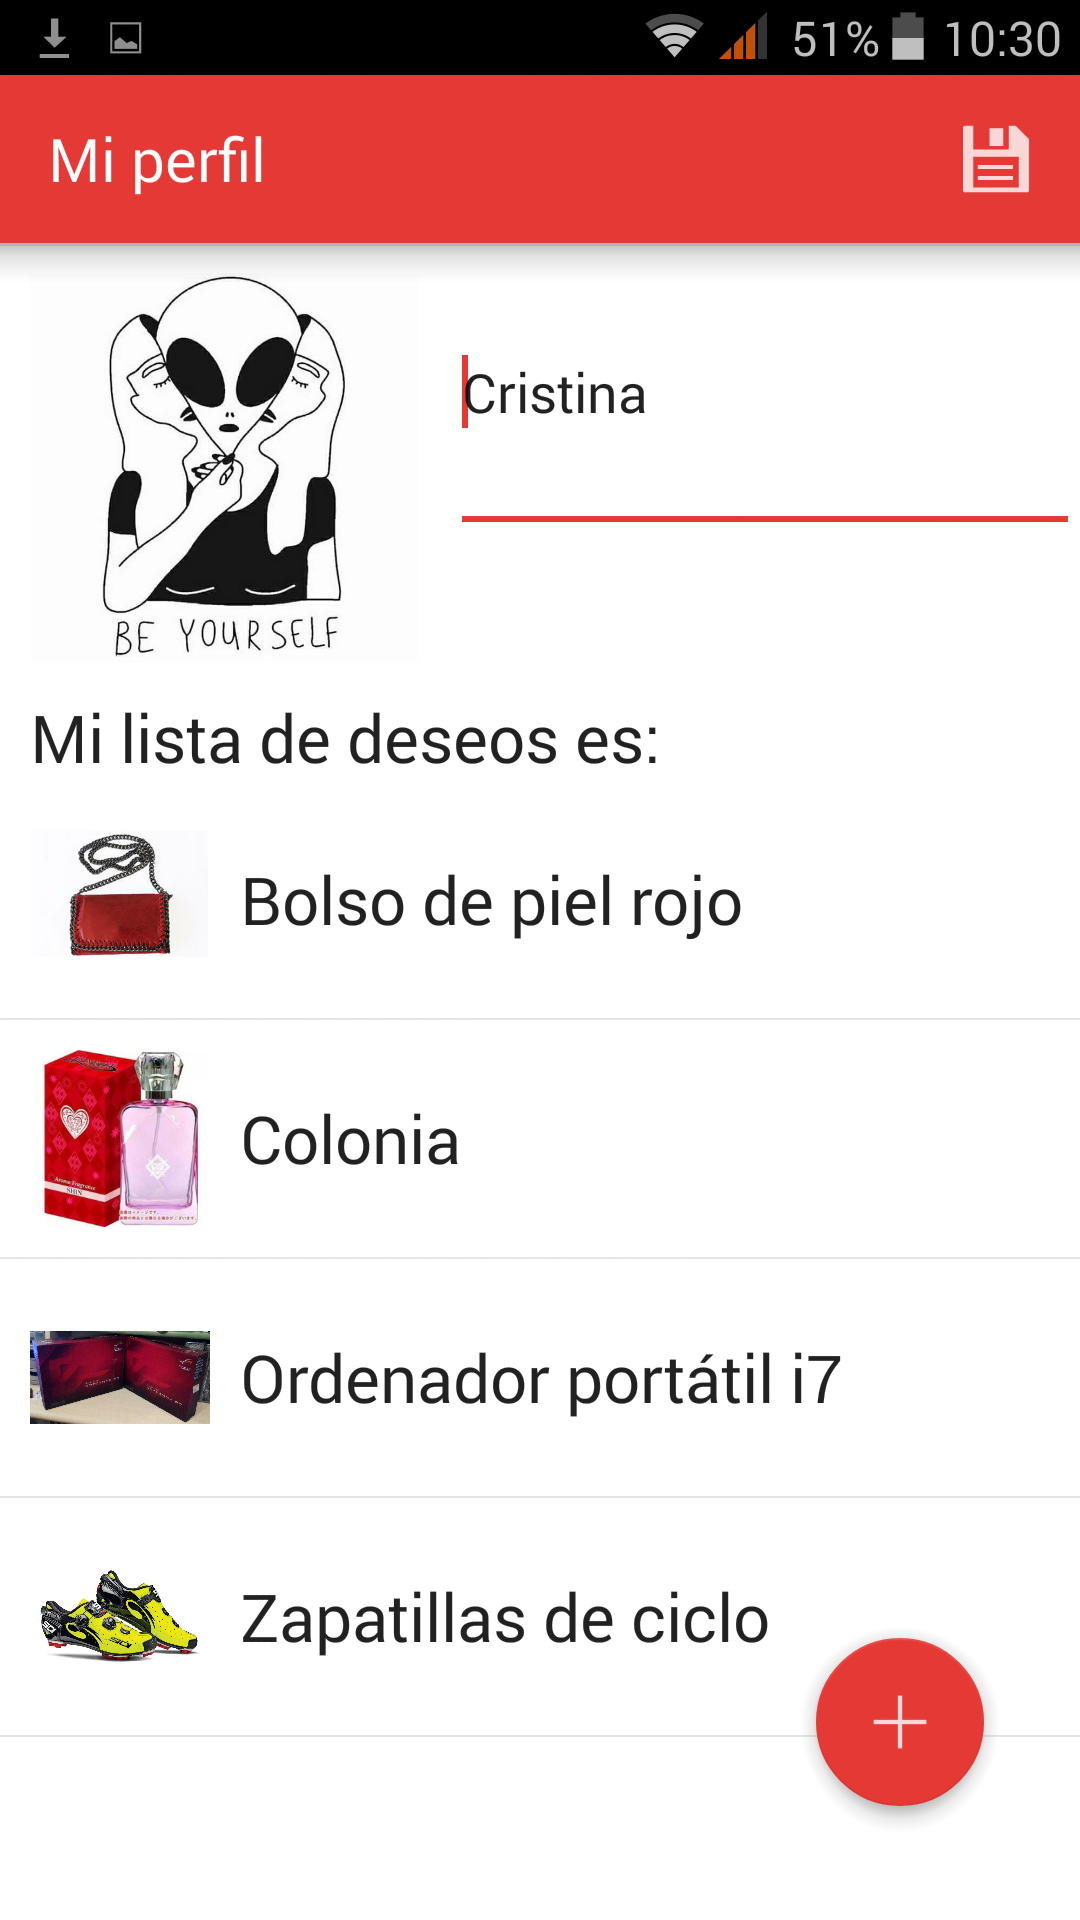 51% 10:30
Mi perfil
Cristina
BE YOURSELF
Mi lista de deseos es:
Bolso de piel rojo
Colonia
Ordenador portátil i7
Zapatillas de ciclo